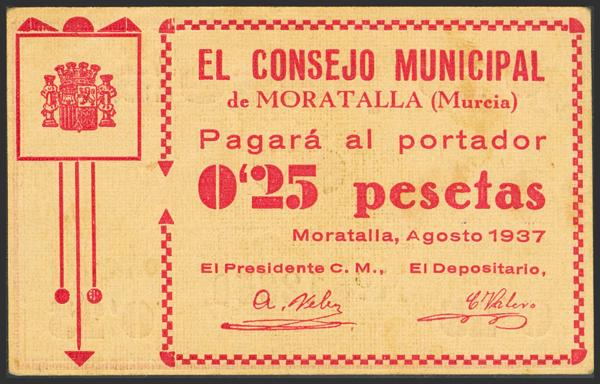 EL CONSEJO MUNICIPAL
de MORATALLA (Murcia)
Pagará al portador
0'25 pesetas
Moratalla, Agosto 1937
El Presidente C. M., El Depositario,